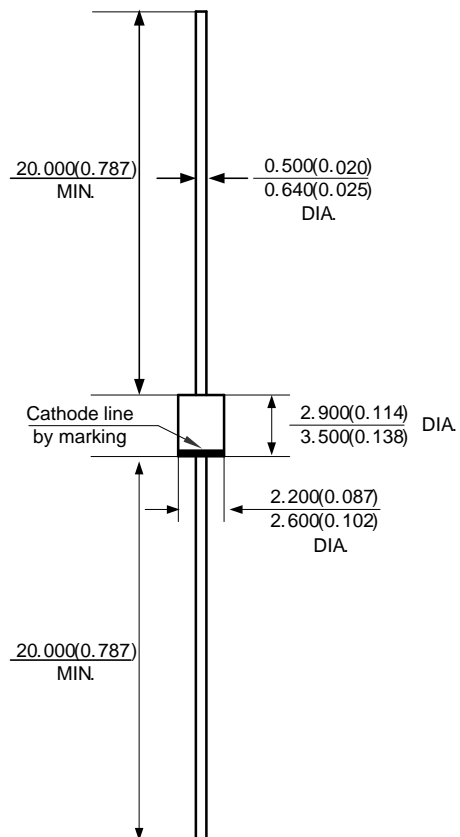 20.000(0.787)
MIN.
0.500(0.020)
0.640(0.025)
DIA.
Cathode line
by marking
2.900(0.114)
3.500(0.138)
DIA.
2.200(0.087)
2.600(0.102)
DIA.
20.000(0.787)
MIN.